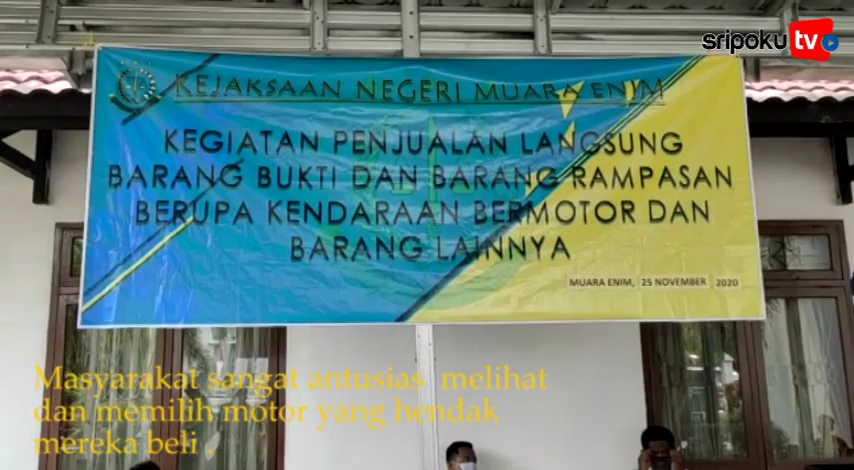 sripoku tv
KEJAKSAAN NEGERI MUARA ENIM
KEGIATAN PENJUALAN LANGSUNG
BARANG BUKTI DAN BARANG RAMPASAN
BERUPA KENDARAAN BERMOTOR DAN
BARANG LAINNYA
MUARA ENIM, 25 NOVEMBER 2020
Masyarakat sangat antusias melihat
dan memilih motor yang hendak
mereka beli .